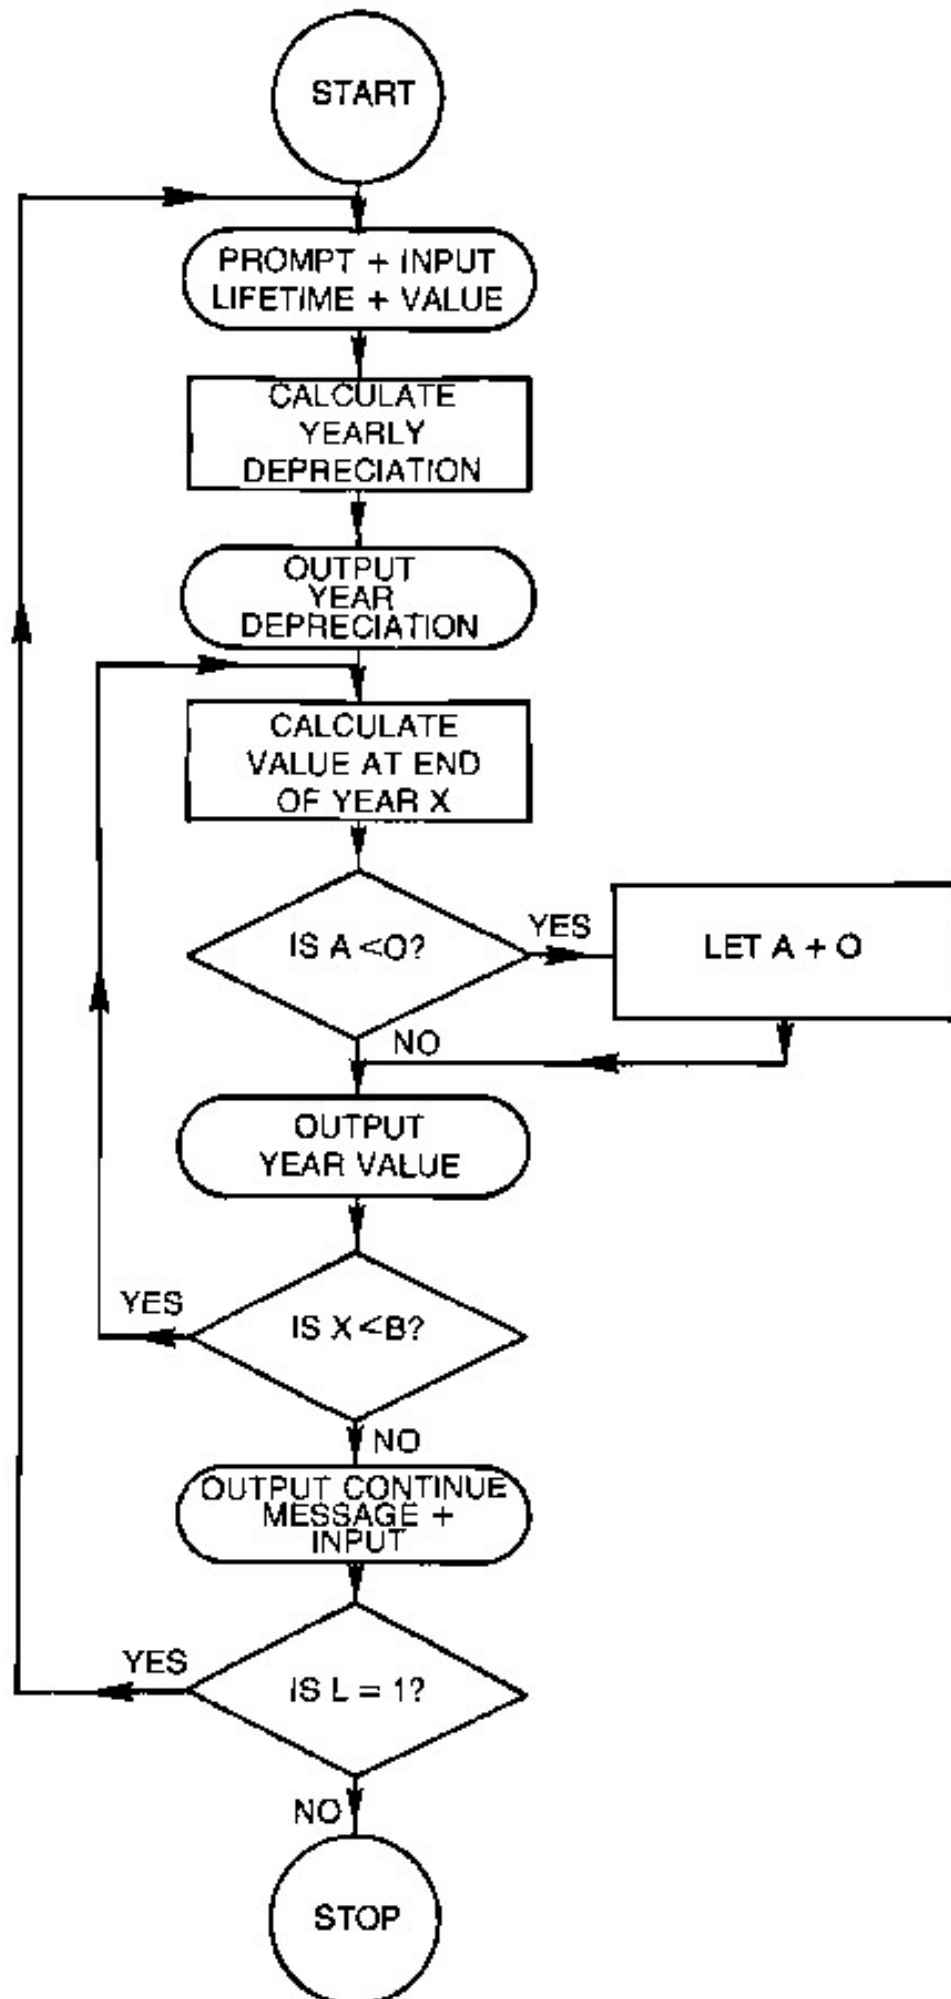 START
PROMPT + INPUT
LIFETIME + VALUE
CALCULATE
YEARLY
DEPRECIATION
OUTPUT
YEAR
DEPRECIATION
CALCULATE
VALUE AT END
OF YEAR X
IS A <O?
YES
LET A + O
NO
OUTPUT
YEAR VALUE
YES
IS X <B?
NO
OUTPUT CONTINUE
MESSAGE +
INPUT
YES
IS L = 1?
NO
STOP